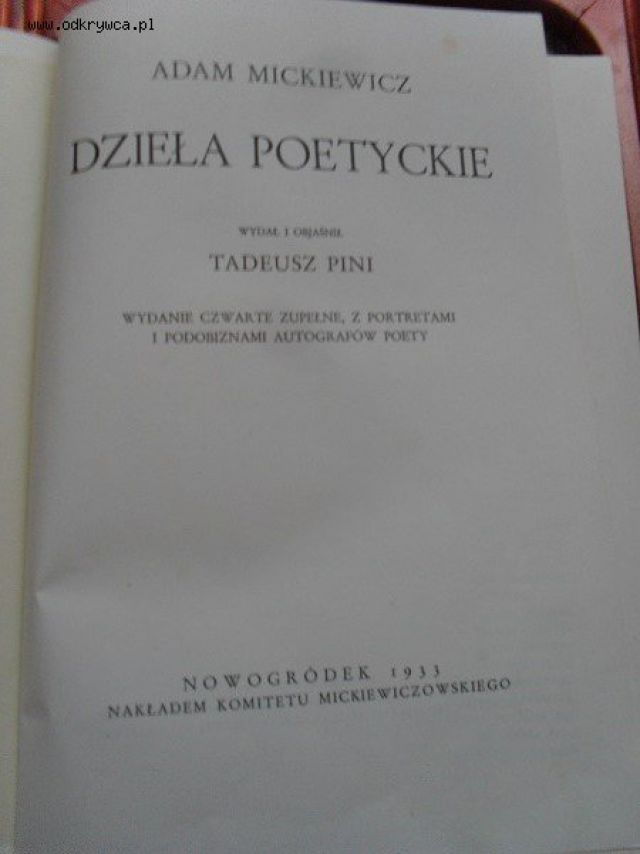 www.odkrywca.pl
ADAM MICKIEWICZ
DZIEŁA POETYCKIE
WYDAŁ I OBJAŚNIŁ
TADEUSZ PINI
WYDANIE CZWARTE ZUPEŁNE, Z PORTRETAMI
I PODOBIZNAMI AUTOGRAFÓW POETY
NOWOGRÓDEK 1933
NAKŁADEM KOMITETU MICKIEWICZOWSKIEGO